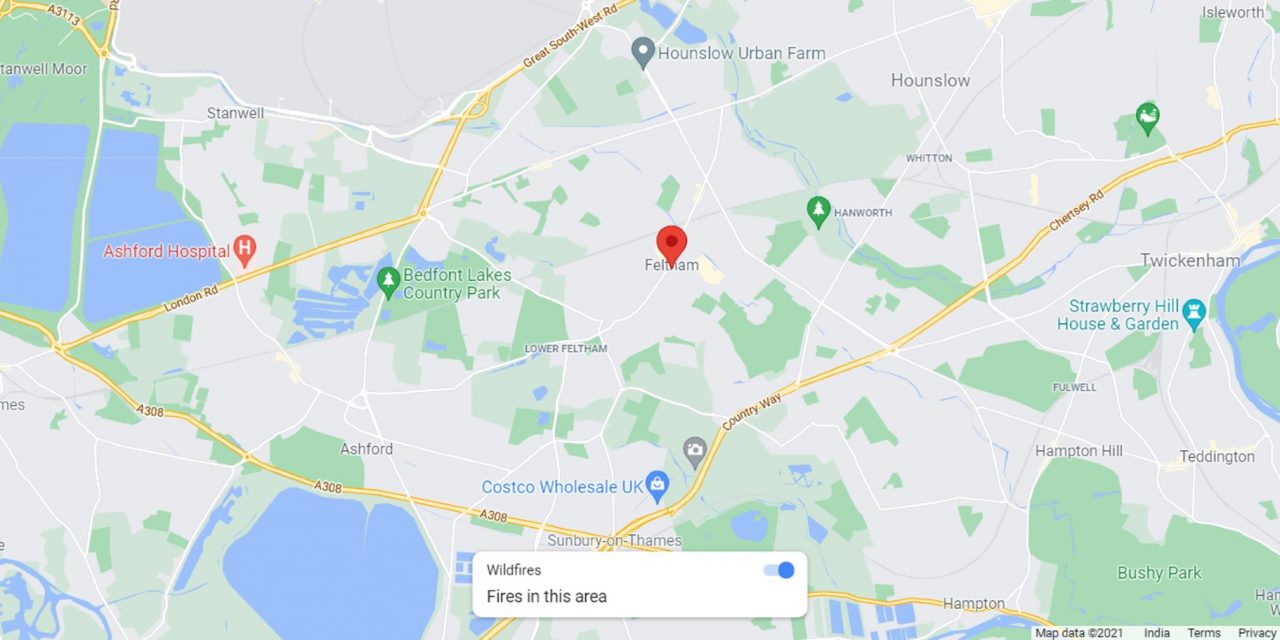 A3113
Rd
Great South-West Rd
Isleworth
Hounslow Urban Farm
tanwell Moor
Hounslow
Stanwell
WHITTON
Chertsey Rd
HANWORTH
Ashford Hospital
H
Feltham
Twickenham
Bedfont Lakes
Country Park
London Rd
Strawberry Hill
House & Garden
LOWER FELTHAM
FULWELL
mes
A308
Country Way
Ashford
Hampton Hill
Teddington
A308
Costco Wholesale UK
A308
Sunbury-on-Thames
e
Wildfires
Fires in this area
Bushy Park
Hampton
Han
W
Map data ©2021 India Terms Privacy